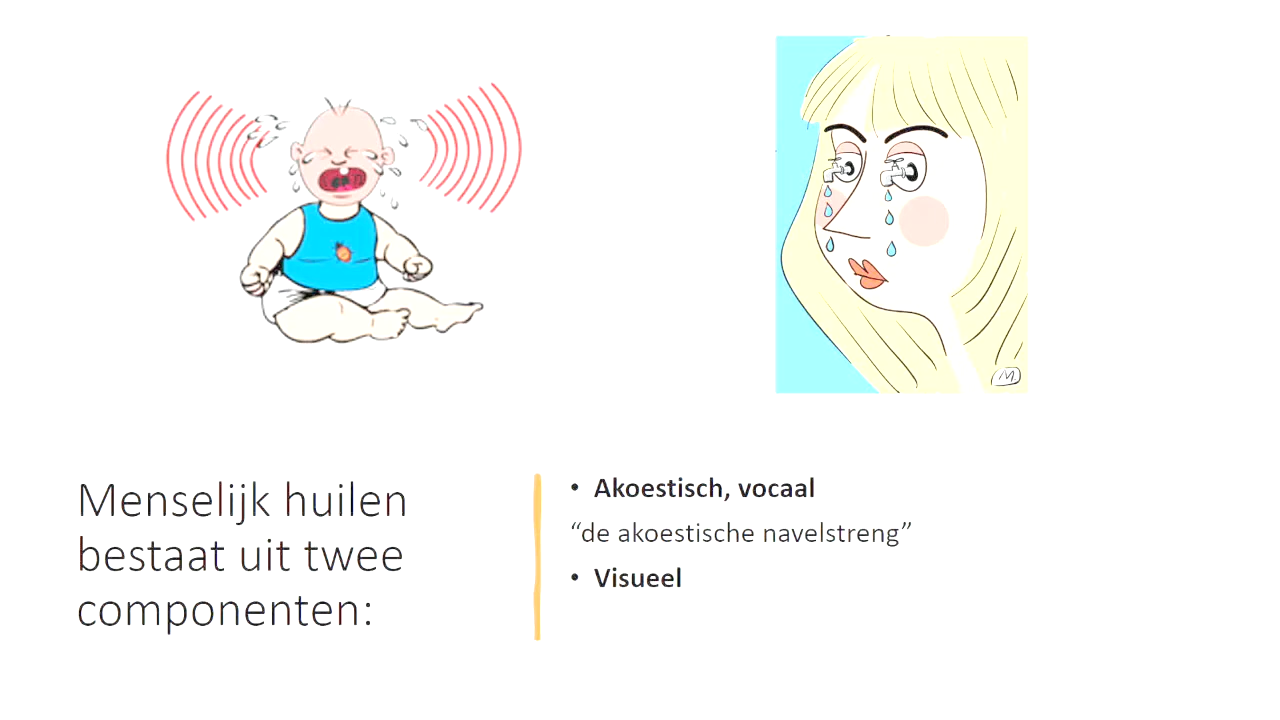 M.
Menselijk huilen
bestaat uit twee
componenten:
• Akoestisch, vocaal
“de akoestische navelstreng”
• Visueel